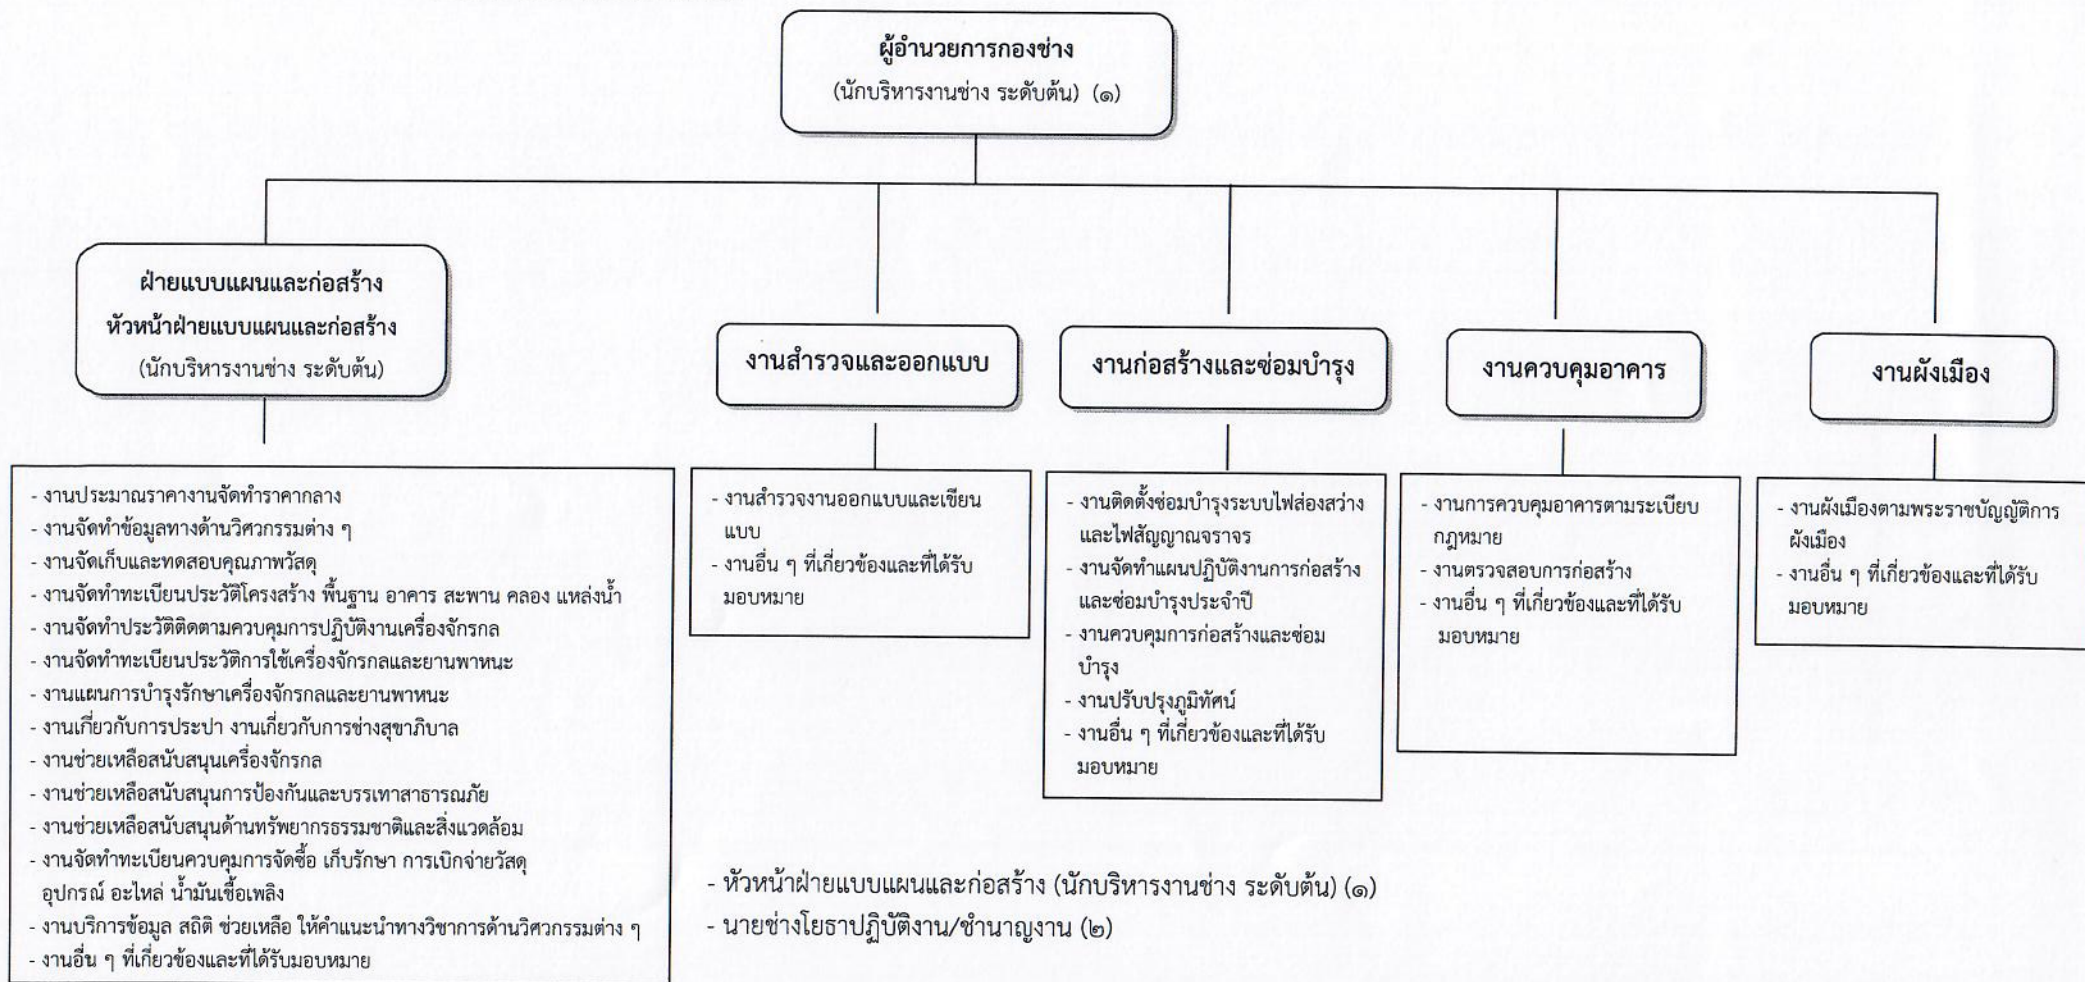 ผู้อำนวยการกองช่าง
(นักบริหารงานช่าง ระดับต้น) (๑)
ฝ่ายแบบแผนและก่อสร้าง
หัวหน้าฝ่ายแบบแผนและก่อสร้าง
(นักบริหารงานช่าง ระดับต้น)
งานสำรวจและออกแบบ
งานก่อสร้างและซ่อมบำรุง
งานควบคุมอาคาร
งานผังเมือง
- งานประมาณราคางานจัดทำราคากลาง
- งานจัดทำข้อมูลทางด้านวิศวกรรมต่าง ๆ
- งานจัดเก็บและทดสอบคุณภาพวัสดุ
- งานจัดทำทะเบียนประวัติโครงสร้าง พื้นฐาน อาคาร สะพาน คลอง แหล่งน้ำ
- งานจัดทำประวัติติดตามควบคุมการปฏิบัติงานเครื่องจักรกล
- งานจัดทำทะเบียนประวัติการใช้เครื่องจักรกลและยานพาหนะ
- งานแผนการบำรุงรักษาเครื่องจักรกลและยานพาหนะ
- งานเกี่ยวกับการประปา งานเกี่ยวกับการช่างสุขาภิบาล
- งานช่วยเหลือสนับสนุนเครื่องจักรกล
- งานช่วยเหลือสนับสนุนการป้องกันและบรรเทาสาธารณภัย
- งานช่วยเหลือสนับสนุนด้านทรัพยากรธรรมชาติและสิ่งแวดล้อม
- งานจัดทำทะเบียนควบคุมการจัดซื้อ เก็บรักษา การเบิกจ่ายวัสดุ
อุปกรณ์ อะไหล่ น้ำมันเชื้อเพลิง
- งานบริการข้อมูล สถิติ ช่วยเหลือ ให้คำแนะนำทางวิชาการด้านวิศวกรรมต่าง ๆ
- งานอื่น ๆ ที่เกี่ยวข้องและที่ได้รับมอบหมาย
- งานสำรวจงานออกแบบและเขียน
แบบ
- งานอื่น ๆ ที่เกี่ยวข้องและที่ได้รับ
มอบหมาย
- งานติดตั้งซ่อมบำรุงระบบไฟส่องสว่าง
และไฟสัญญาณจราจร
- งานจัดทำแผนปฏิบัติงานการก่อสร้าง
และซ่อมบำรุงประจำปี
- งานควบคุมการก่อสร้างและซ่อม
บำรุง
- งานปรับปรุงภูมิทัศน์
- งานอื่น ๆ ที่เกี่ยวข้องและที่ได้รับ
มอบหมาย
- งานการควบคุมอาคารตามระเบียบ
กฎหมาย
- งานตรวจสอบการก่อสร้าง
- งานอื่น ๆ ที่เกี่ยวข้องและที่ได้รับ
มอบหมาย
- งานผังเมืองตามพระราชบัญญัติการ
ผังเมือง
- งานอื่น ๆ ที่เกี่ยวข้องและที่ได้รับ
มอบหมาย
- หัวหน้าฝ่ายแบบแผนและก่อสร้าง (นักบริหารงานช่าง ระดับต้น) (๑)
- นายช่างโยธาปฏิบัติงาน/ชำนาญงาน (๒)